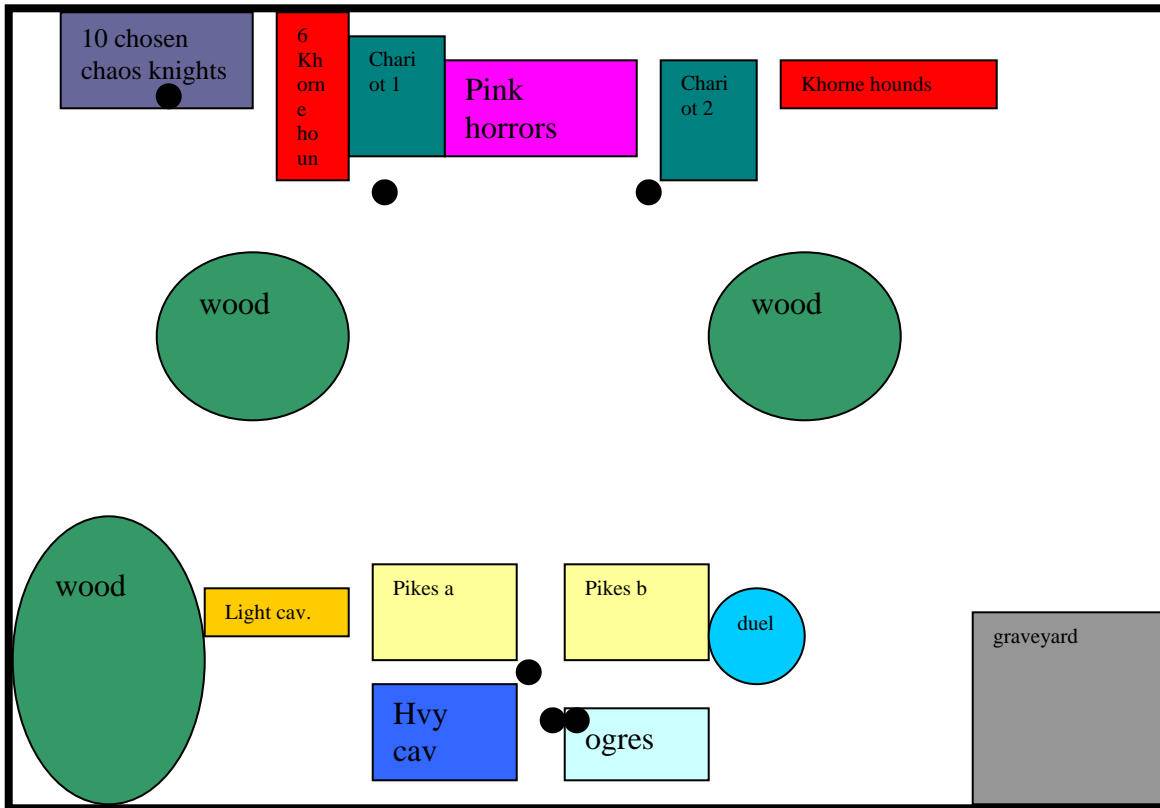 10 chosen
chaos knights
6
Kh
orn
e
ho
un
Chari
ot 1
Pink
horrors
Chari
ot 2
Khorne hounds
wood
wood
wood
Light cav.
Pikes a
Pikes b
duel
graveyard
Hvy
cav
ogres